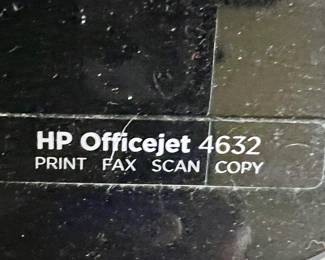 HP Officejet 4632
PRINT FAX SCAN COPY